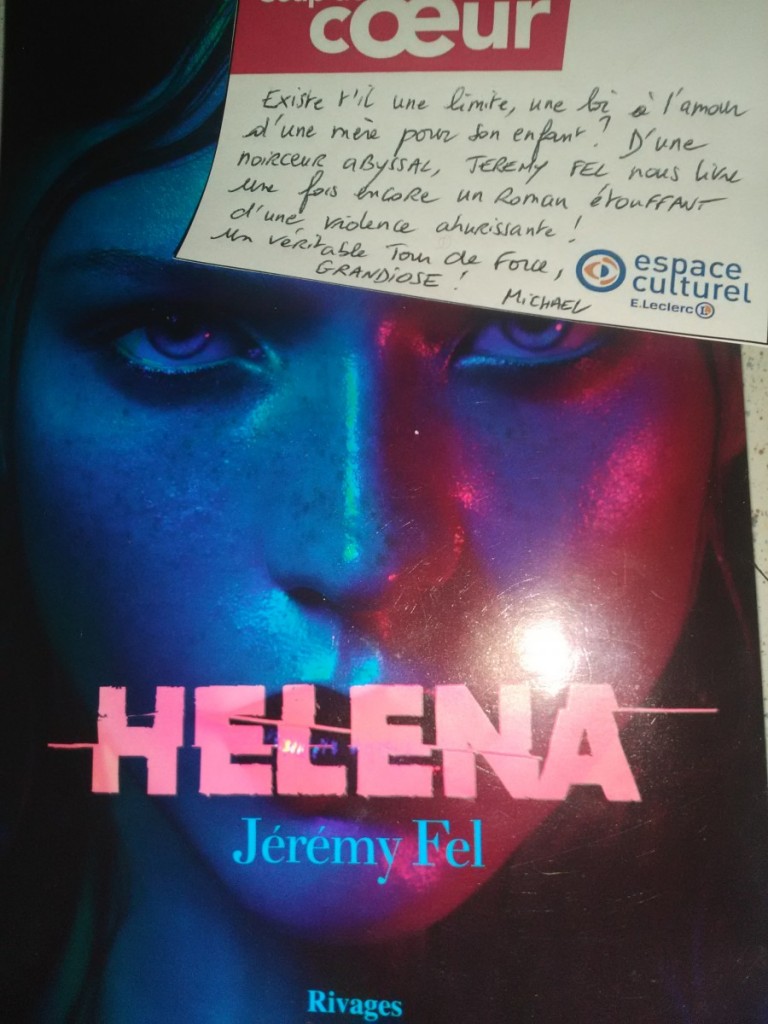 cœur
Existe t'il une limite, une loi à l'amour
d'une mère pour son enfant ? D'une
NOIRCEUR ABYSSAL, JEREMY FEL nous livre
une fois encore un Roman étouffant
d'une violence ahurissante !
un véritable Tour de Force,
GRANDIOSE !
MICHAEL
espace
culturel
E.Leclerc
HELENA
Jérémy Fel
Rivages